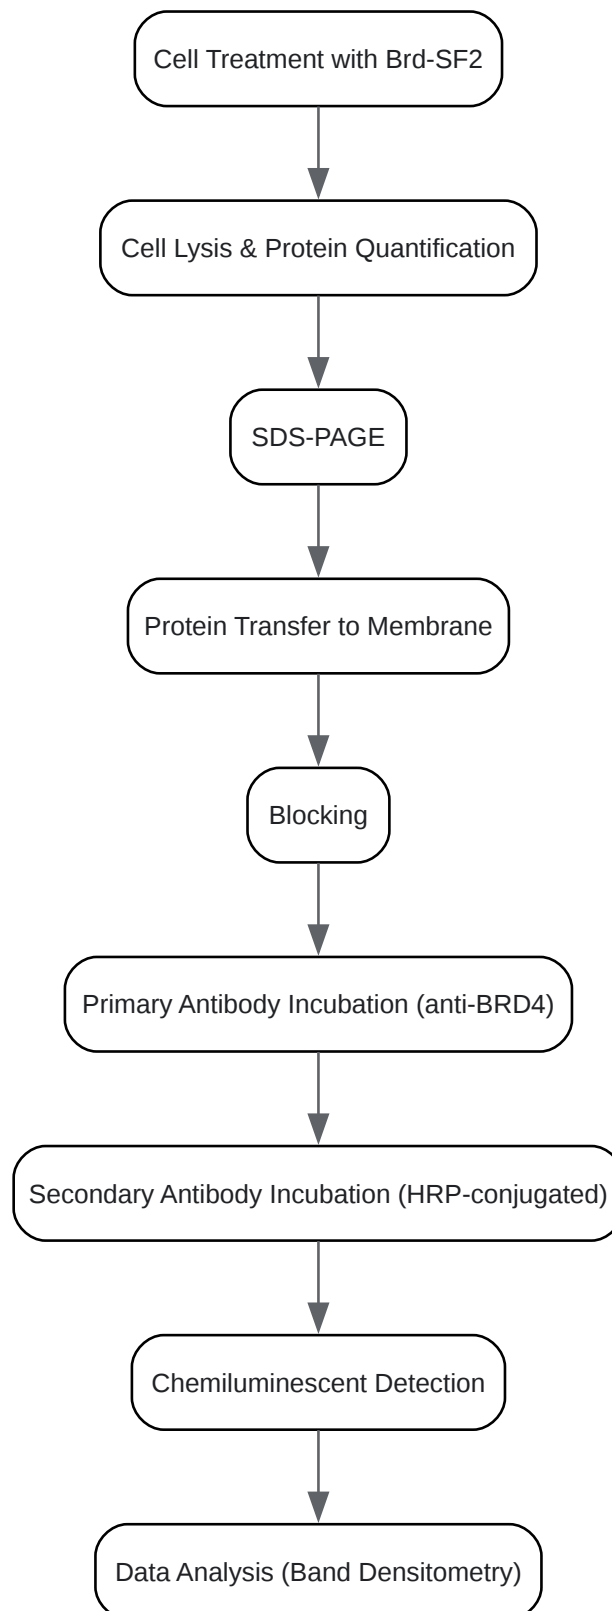 Cell Treatment with Brd-SF2
Cell Lysis & Protein Quantification
SDS-PAGE
Protein Transfer to Membrane
Blocking
Primary Antibody Incubation (anti-BRD4)
Secondary Antibody Incubation (HRP-conjugated)
Chemiluminescent Detection
Data Analysis (Band Densitometry)